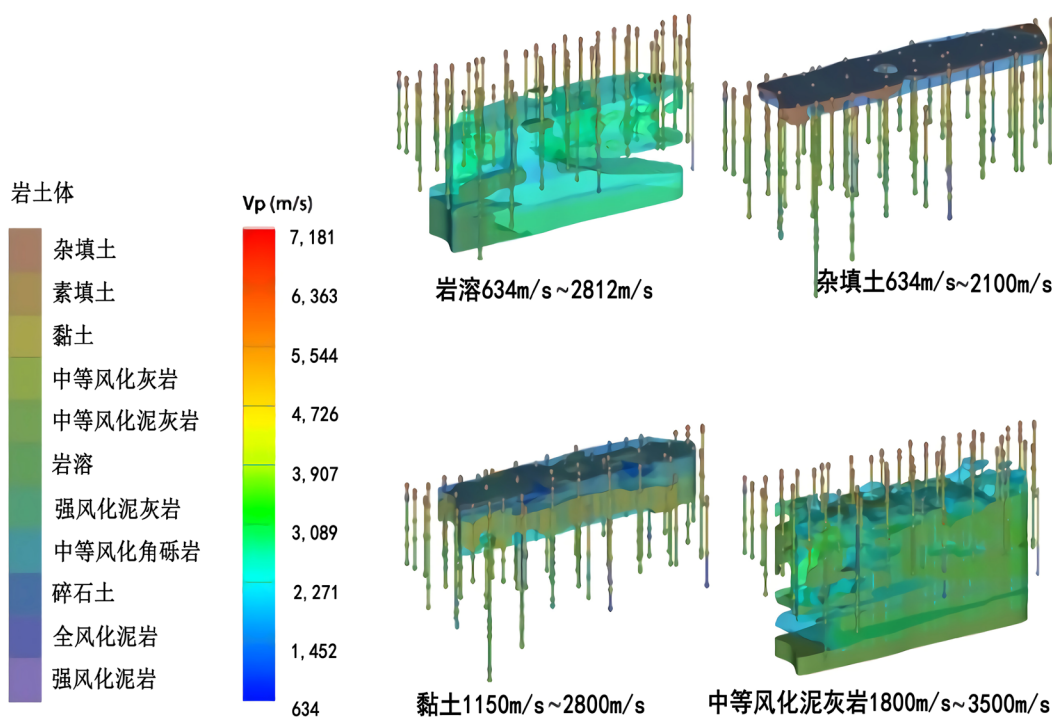 岩土体
杂填土
素填土
黏土
中等风化灰岩
中等风化泥灰岩
岩溶
强风化泥灰岩
中等风化角砾岩
碎石土
全风化泥岩
强风化泥岩
Vp (m/s)
7,181
6,363
5,544
4,726
3,907
3,089
2,271
1,452
634
岩溶634m/s~2812m/s
杂填土634m/s~2100m/s
黏土1150m/s~2800m/s
中等风化泥灰岩1800m/s~3500m/s